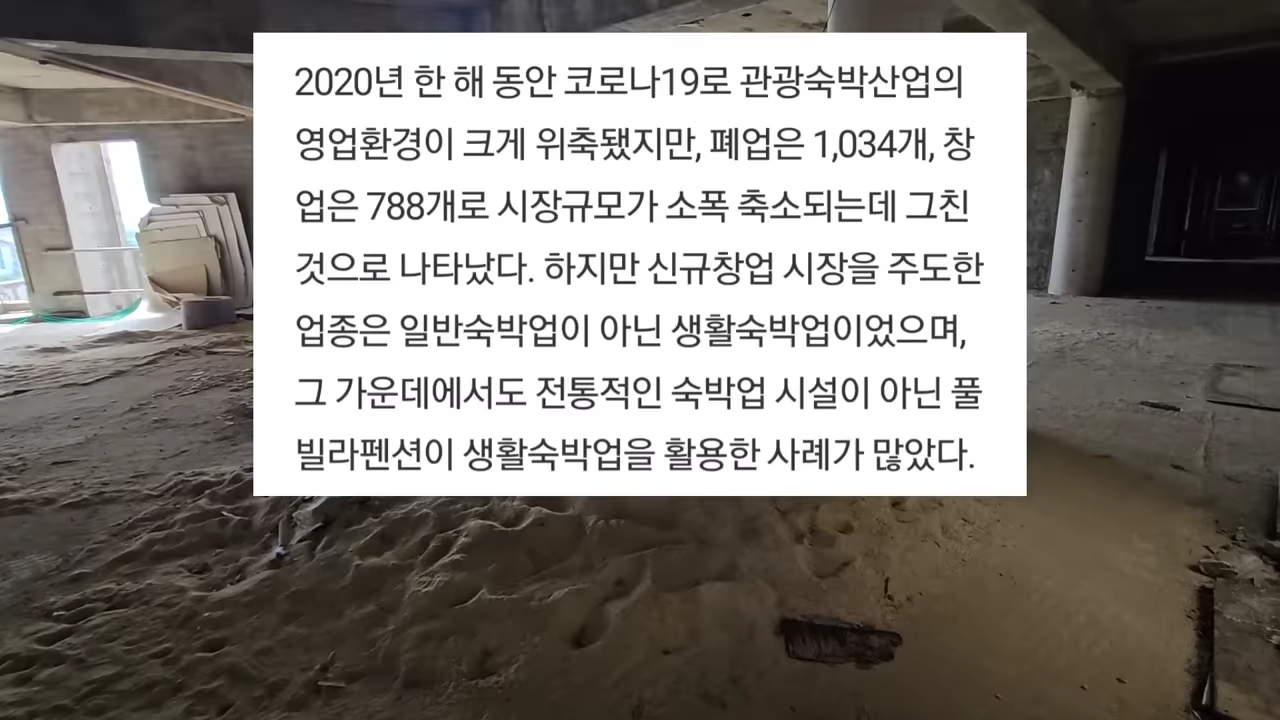 2020년 한 해 동안 코로나19로 관광숙박산업의
영업환경이 크게 위축됐지만, 폐업은 1,034개, 창
업은 788개로 시장규모가 소폭 축소되는데 그친
것으로 나타났다. 하지만 신규창업 시장을 주도한
업종은 일반숙박업이 아닌 생활숙박업이었으며,
그 가운데에서도 전통적인 숙박업 시설이 아닌 풀
빌라펜션이 생활숙박업을 활용한 사례가 많았다.